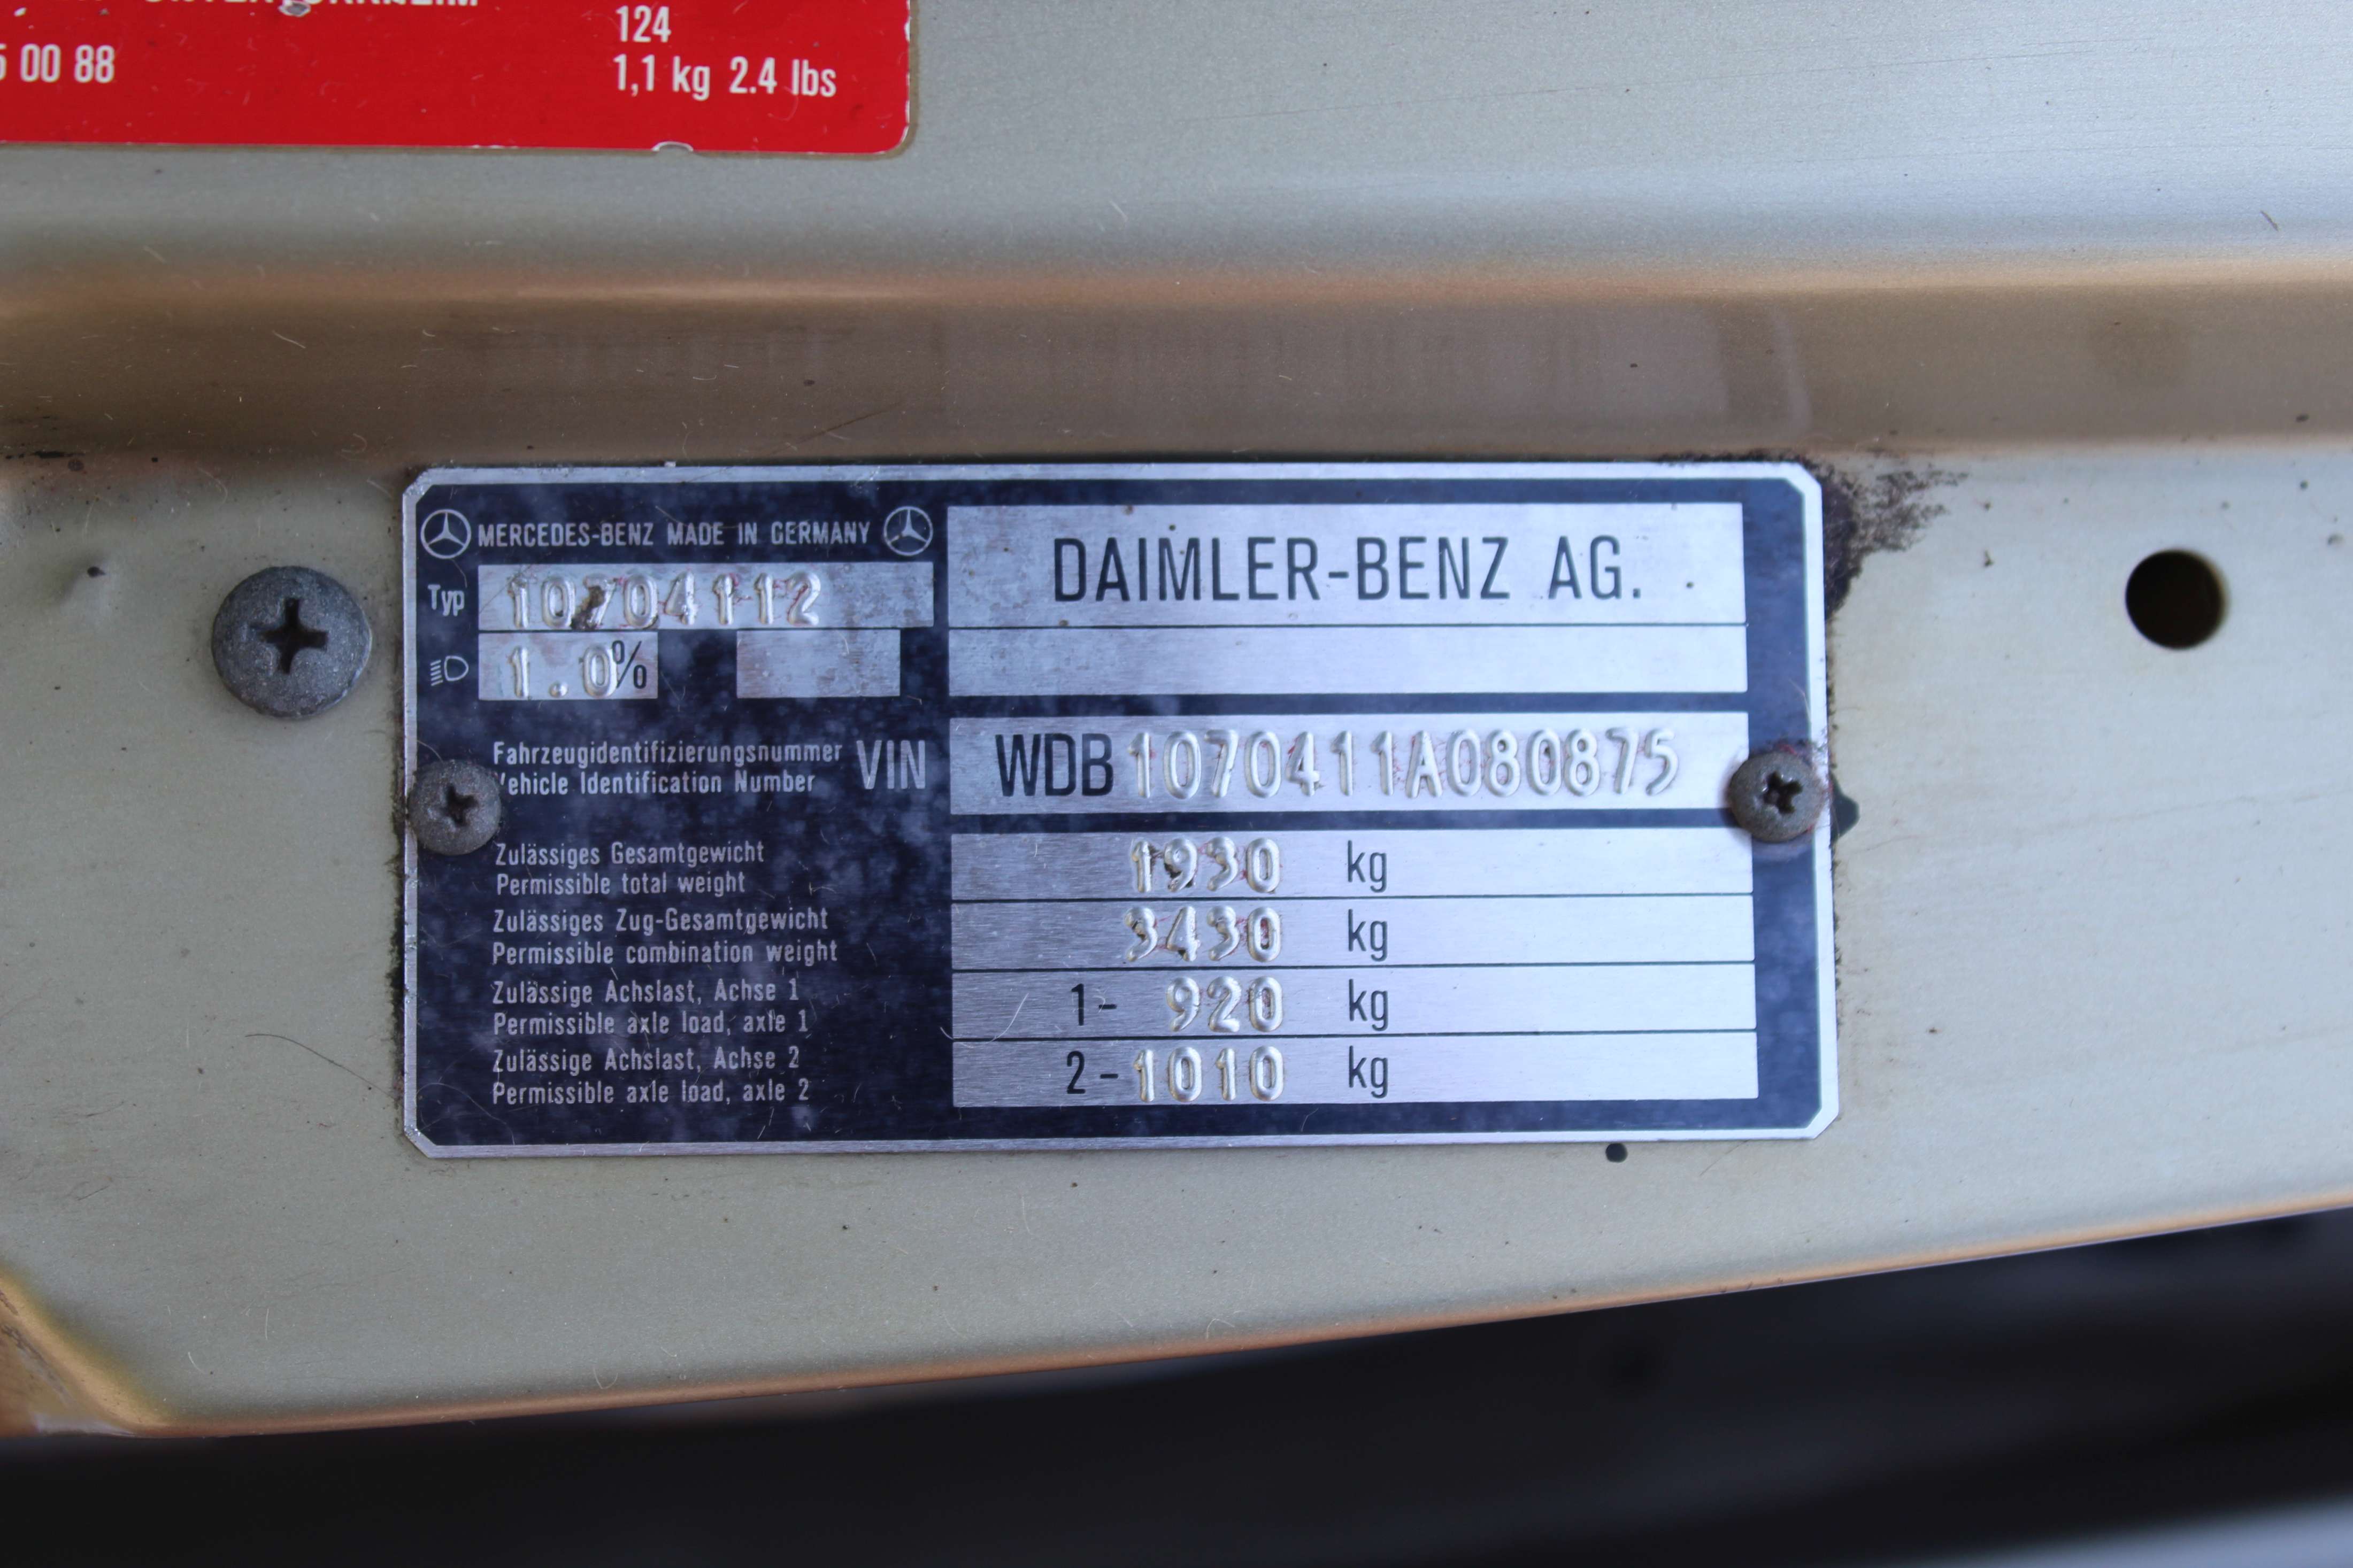 00 88
124
1,1 kg 2.4 lbs
MERCEDES-BENZ MADE IN GERMANY
DAIMLER-BENZ AG.
Typ 10704112
1.0%
Fahrzeugidentifizierungsnummer
Vehicle Identification Number
VIN WDB1070411A080875
Zulässiges Gesamtgewicht
Permissible total weight
1930 kg
Zulässiges Zug-Gesamtgewicht
Permissible combination weight
3430 kg
Zulässige Achslast, Achse 1
Permissible axle load, axle 1
1- 920 kg
Zulässige Achslast, Achse 2
Permissible axle load, axle 2
2-1010 kg